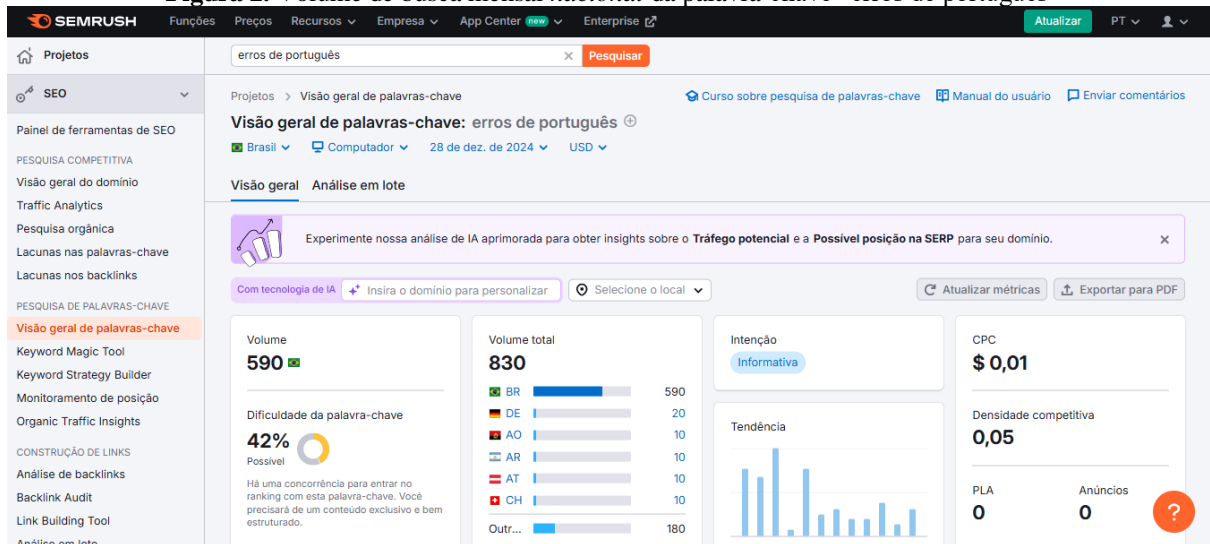 SEMRUSH Funções Preços Recursos Empresa App Center new Enterprise Atualizar PT
Projetos
erros de português × Pesquisar
SEO
Projetos > Visão geral de palavras-chave Curso sobre pesquisa de palavras-chave Manual do usuário Enviar comentários
Visão geral de palavras-chave: erros de português
Brasil Computador 28 de dez. de 2024 USD
Visão geral Análise em lote
Painel de ferramentas de SEO
PESQUISA COMPETITIVA
Visão geral do domínio
Traffic Analytics
Pesquisa orgânica
Lacunas nas palavras-chave
Lacunas nos backlinks
PESQUISA DE PALAVRAS-CHAVE
Visão geral de palavras-chave
Keyword Magic Tool
Keyword Strategy Builder
Monitoramento de posição
Organic Traffic Insights
CONSTRUÇÃO DE LINKS
Análise de backlinks
Backlink Audit
Link Building Tool
Análise em lote
Experimente nossa análise de IA aprimorada para obter insights sobre o Tráfego potencial e a Possível posição na SERP para seu domínio. ×
Com tecnologia de IA Insira o domínio para personalizar Selecione o local Atualizar métricas Exportar para PDF
Volume
590
Dificuldade da palavra-chave
42%
Possível
Há uma concorrência para entrar no
ranking com esta palavra-chave. Você
precisará de um conteúdo exclusivo e bem
estruturado.
Volume total
830
BR 590
DE 20
AO 10
AR 10
AT 10
CH 10
Outr... 180
Intenção
Informativa
Tendência
CPC
$ 0,01
Densidade competitiva
0,05
PLA Anúncios
0 0
?